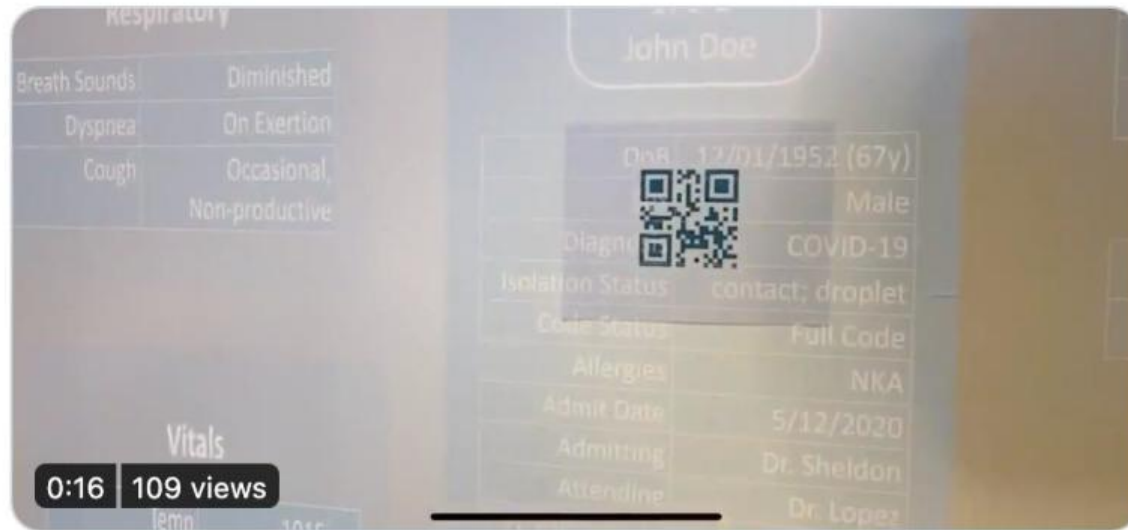 Respiratory
Breath Sounds Diminished
Dyspnea On Exertion
Cough Occasional,
Non-productive
Vitals
Temp
John Doe
DoB 12/01/1952 (67y)
Male
COVID-19
Isolation Status contact; droplet
Code Status Full Code
Allergies NKA
Admit Date 5/12/2020
Admitting Dr. Sheldon
Attending Dr. Lopez
0:16 109 views